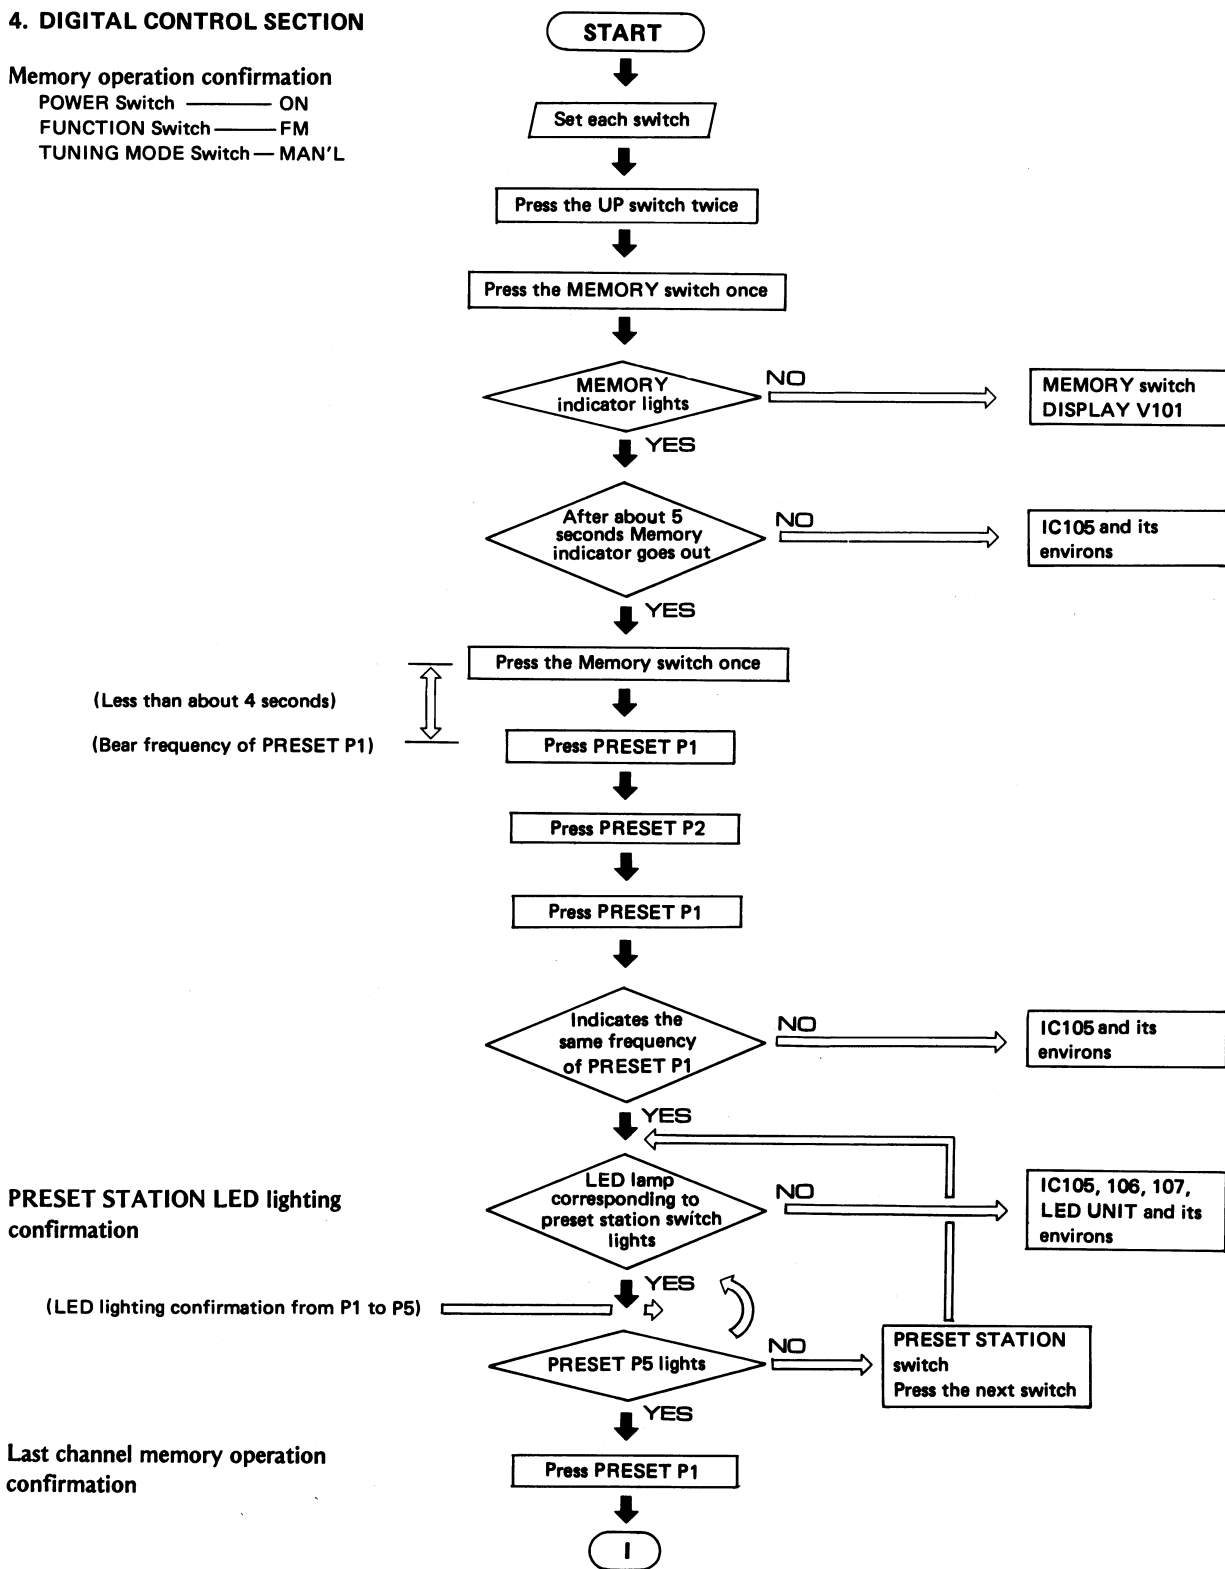 4. DIGITAL CONTROL SECTION
START
Memory operation confirmation
POWER Switch ——— ON
FUNCTION Switch —— FM
TUNING MODE Switch — MAN'L
Set each switch
Press the UP switch twice
Press the MEMORY switch once
MEMORY
indicator lights
NO
MEMORY switch
DISPLAY V101
YES
After about 5
seconds Memory
indicator goes out
NO
IC105 and its
environs
YES
Press the Memory switch once
(Less than about 4 seconds)
(Bear frequency of PRESET P1)
Press PRESET P1
Press PRESET P2
Press PRESET P1
Indicates the
same frequency
of PRESET P1
NO
IC105 and its
environs
YES
PRESET STATION LED lighting
confirmation
LED lamp
corresponding to
preset station switch
lights
NO
IC105, 106, 107,
LED UNIT and its
environs
YES
(LED lighting confirmation from P1 to P5)
PRESET P5 lights
NO
PRESET STATION
switch
Press the next switch
YES
Last channel memory operation
confirmation
Press PRESET P1
I